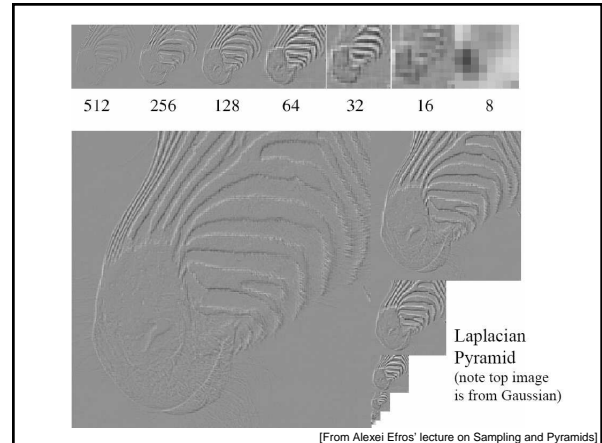 512 256 128 64 32 16 8
Laplacian
Pyramid
(note top image
is from Gaussian)
[From Alexei Efros' lecture on Sampling and Pyramids]